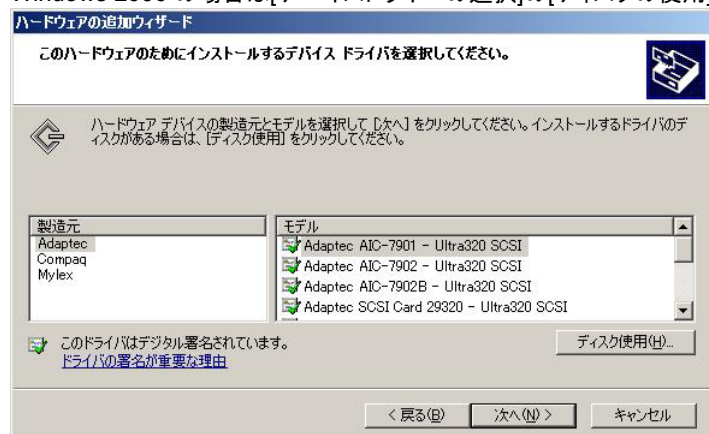 ハードウェアの追加ウィザード
このハードウェアのためにインストールするデバイス ドライバを選択してください。
ハードウェア デバイスの製造元とモデルを選択して [次へ] をクリックしてください。インストールするドライバのデ
ィスクがある場合は、[ディスク使用] をクリックしてください。
製造元
Adaptec
Compaq
Mylex
モデル
Adaptec AIC-7901 - Ultra320 SCSI
Adaptec AIC-7902 - Ultra320 SCSI
Adaptec AIC-7902B - Ultra320 SCSI
Adaptec SCSI Card 29320 - Ultra320 SCSI
このドライバはデジタル署名されています。
ドライバの署名が重要な理由
ディスク使用(H)...
< 戻る(B)
次へ(N) >
キャンセル